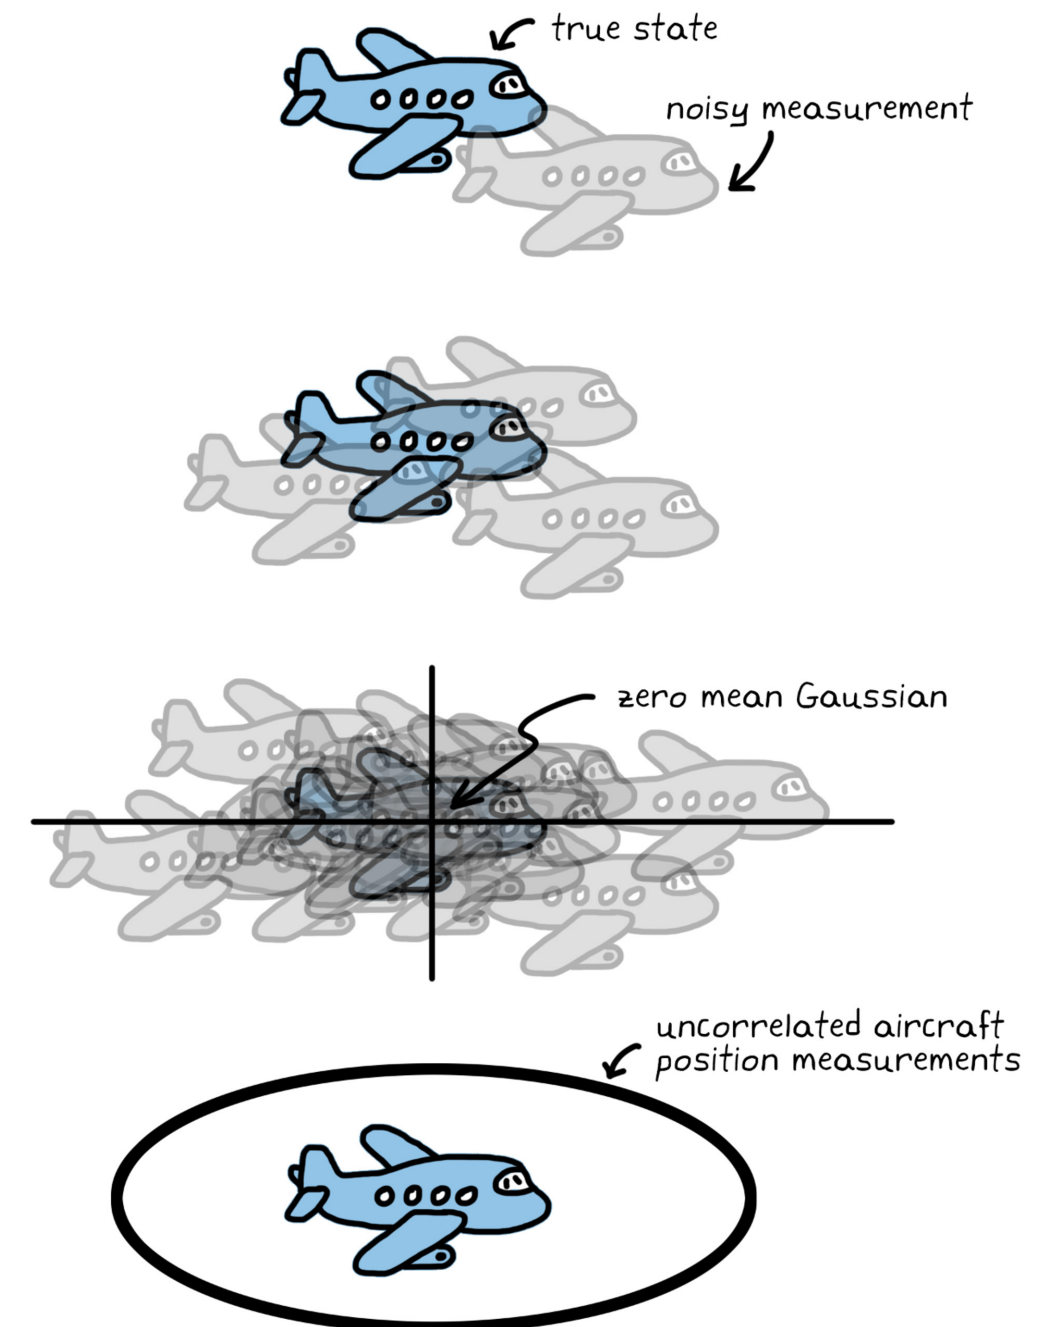 true state
noisy measurement
zero mean Gaussian
uncorrelated aircraft
position measurements